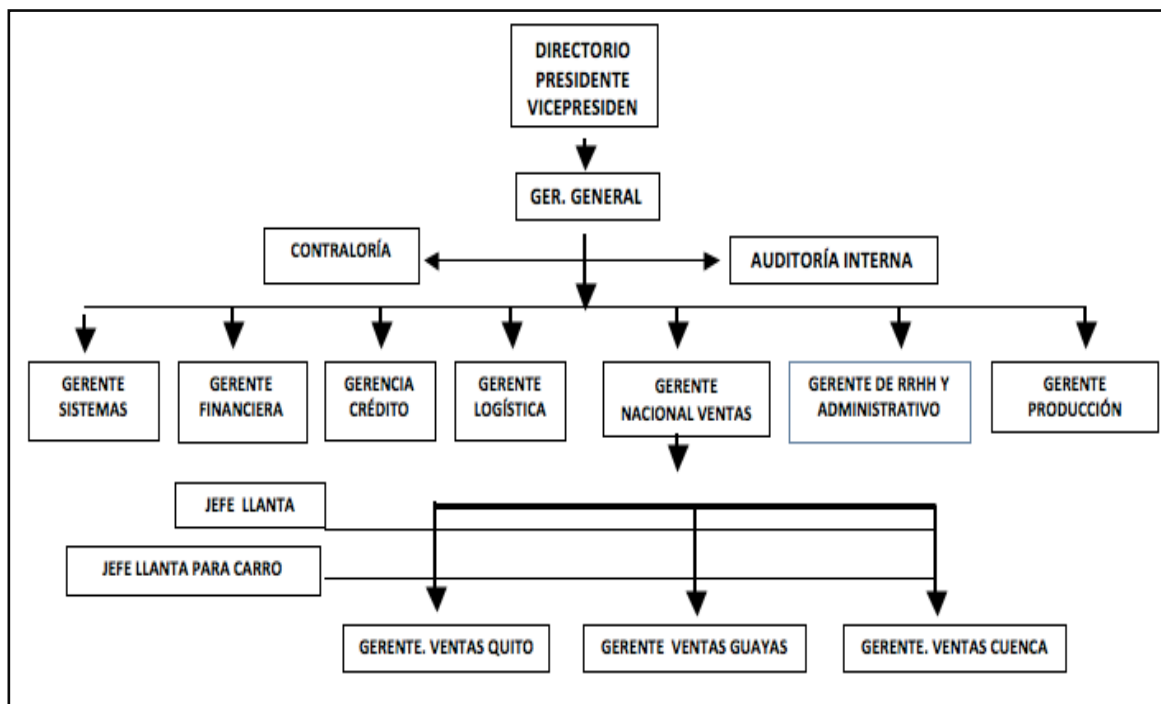 DIRECTORIO
PRESIDENTE
VICEPRESIDEN
GER. GENERAL
CONTRALORÍA
AUDITORÍA INTERNA
GERENTE
SISTEMAS
GERENTE
FINANCIERA
GERENCIA
CRÉDITO
GERENTE
LOGÍSTICA
GERENTE
NACIONAL VENTAS
GERENTE DE RRHH Y
ADMINISTRATIVO
GERENTE
PRODUCCIÓN
JEFE LLANTA
JEFE LLANTA PARA CARRO
GERENTE. VENTAS QUITO
GERENTE VENTAS GUAYAS
GERENTE. VENTAS CUENCA